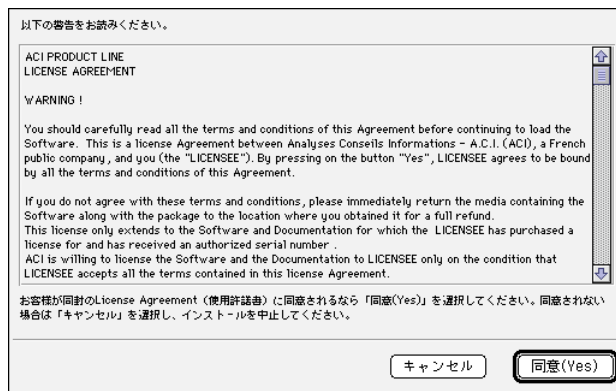 以下の警告をお読みください。
ACI PRODUCT LINE
LICENSE AGREEMENT
WARNING !
You should carefully read all the terms and conditions of this Agreement before continuing to load the
Software. This is a license Agreement between Analyses Conseils Informations - A.C.I. (ACI), a French
public company, and you (the "LICENSEE"). By pressing on the button "Yes", LICENSEE agrees to be bound
by all the terms and conditions of this Agreement.
If you do not agree with these terms and conditions, please immediately return the media containing the
Software along with the package to the location where you obtained it for a full refund.
This license only extends to the Software and Documentation for which the LICENSEE has purchased a
license for and has received an authorized serial number .
ACI is willing to license the Software and the Documentation to LICENSEE only on the condition that
LICENSEE accepts all the terms contained in this license Agreement.
お客様が同封のLicense Agreement（使用許諾書）に同意されるなら「同意(Yes)」を選択してください。同意されない
場合は「キャンセル」を選択し、インストールを中止してください。
キャンセル
同意(Yes)